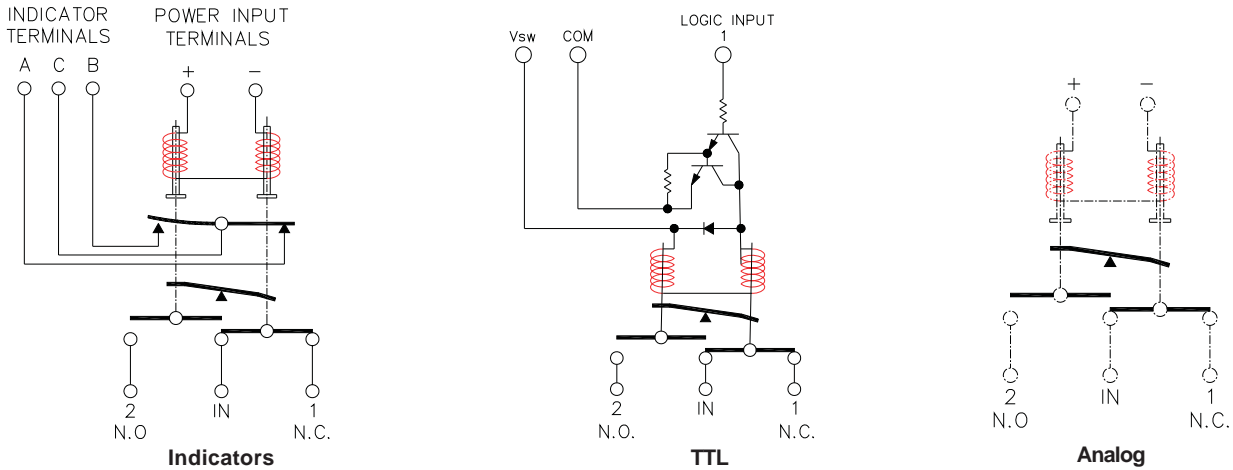 INDICATOR
TERMINALS
POWER INPUT
TERMINALS
A C B
+ −
2
N.O
IN
1
N.C.
Indicators
Vsw COM
LOGIC INPUT
1
2
N.O.
IN
1
N.C.
TTL
+ −
2
N.O.
IN
1
N.C.
Analog